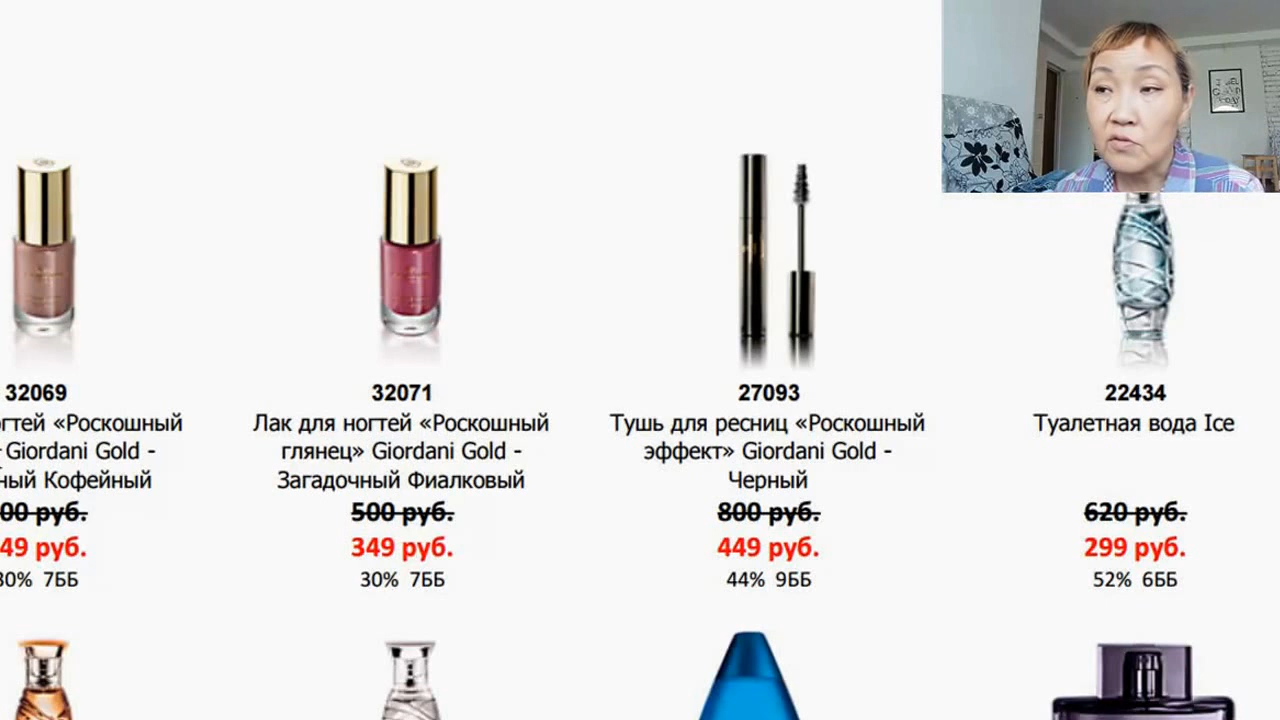 32069
огтей «Роскошный
Giordani Gold -
ный Кофейный
00 руб.
49 руб.
30% 7ББ
32071
Лак для ногтей «Роскошный
глянец» Giordani Gold -
Загадочный Фиалковый
500 руб.
349 руб.
30% 7ББ
27093
Тушь для ресниц «Роскошный
эффект» Giordani Gold -
Черный
800 руб.
449 руб.
44% 9ББ
22434
Туалетная вода Ice
620 руб.
299 руб.
52% 6ББ